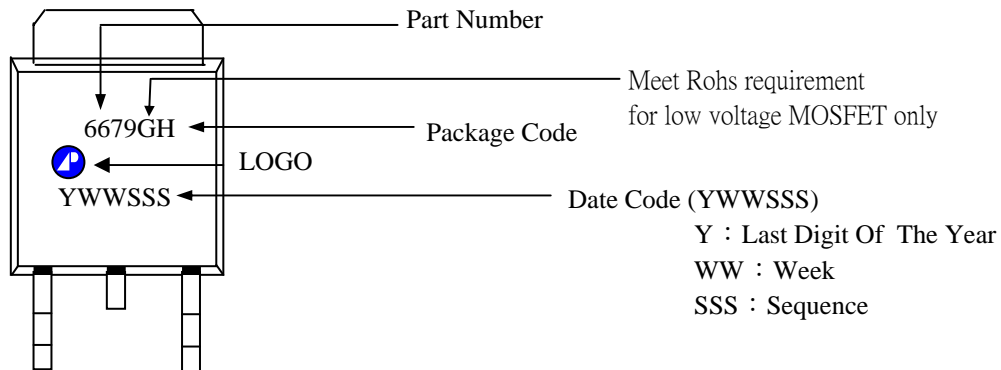 Part Number
Meet Rohs requirement
for low voltage MOSFET only
6679GH
Package Code
LOGO
YWWSSS
Date Code (YWWSSS)
Y：Last Digit Of The Year
WW：Week
SSS：Sequence